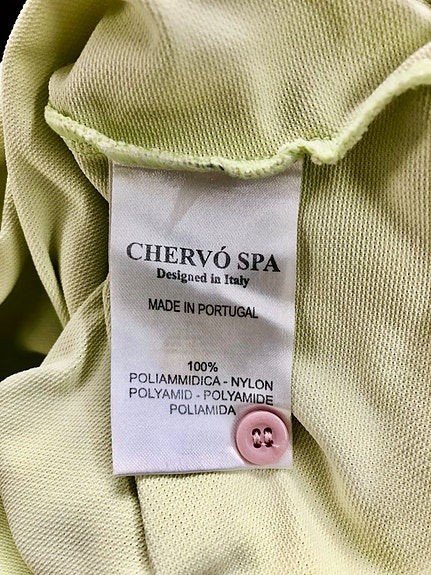 CHERVÓ SPA
Designed in Italy
MADE IN PORTUGAL
100%
POLIAMMIDICA - NYLON
POLYAMID - POLYAMIDE
POLIAMIDA